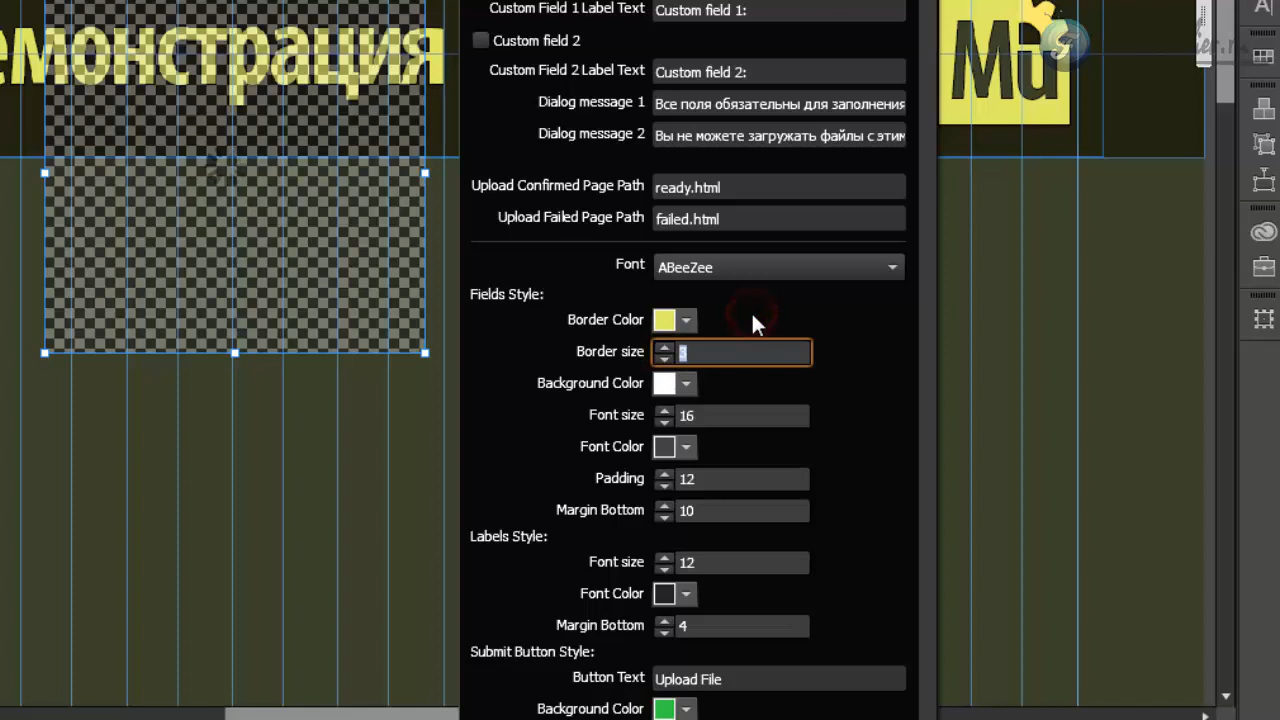 Custom Field 1 Label Text Custom field 1:
Custom field 2
Custom Field 2 Label Text Custom field 2:
Dialog message 1 Все поля обязательны для заполнения
Dialog message 2 Вы не можете загружать файлы с этим
Upload Confirmed Page Path ready.html
Upload Failed Page Path failed.html
Font ABeeZee
Fields Style:
Border Color
Border size 3
Background Color
Font size 16
Font Color
Padding 12
Margin Bottom 10
Labels Style:
Font size 12
Font Color
Margin Bottom 4
Submit Button Style:
Button Text Upload File
Background Color
емонстрация
Mu
A